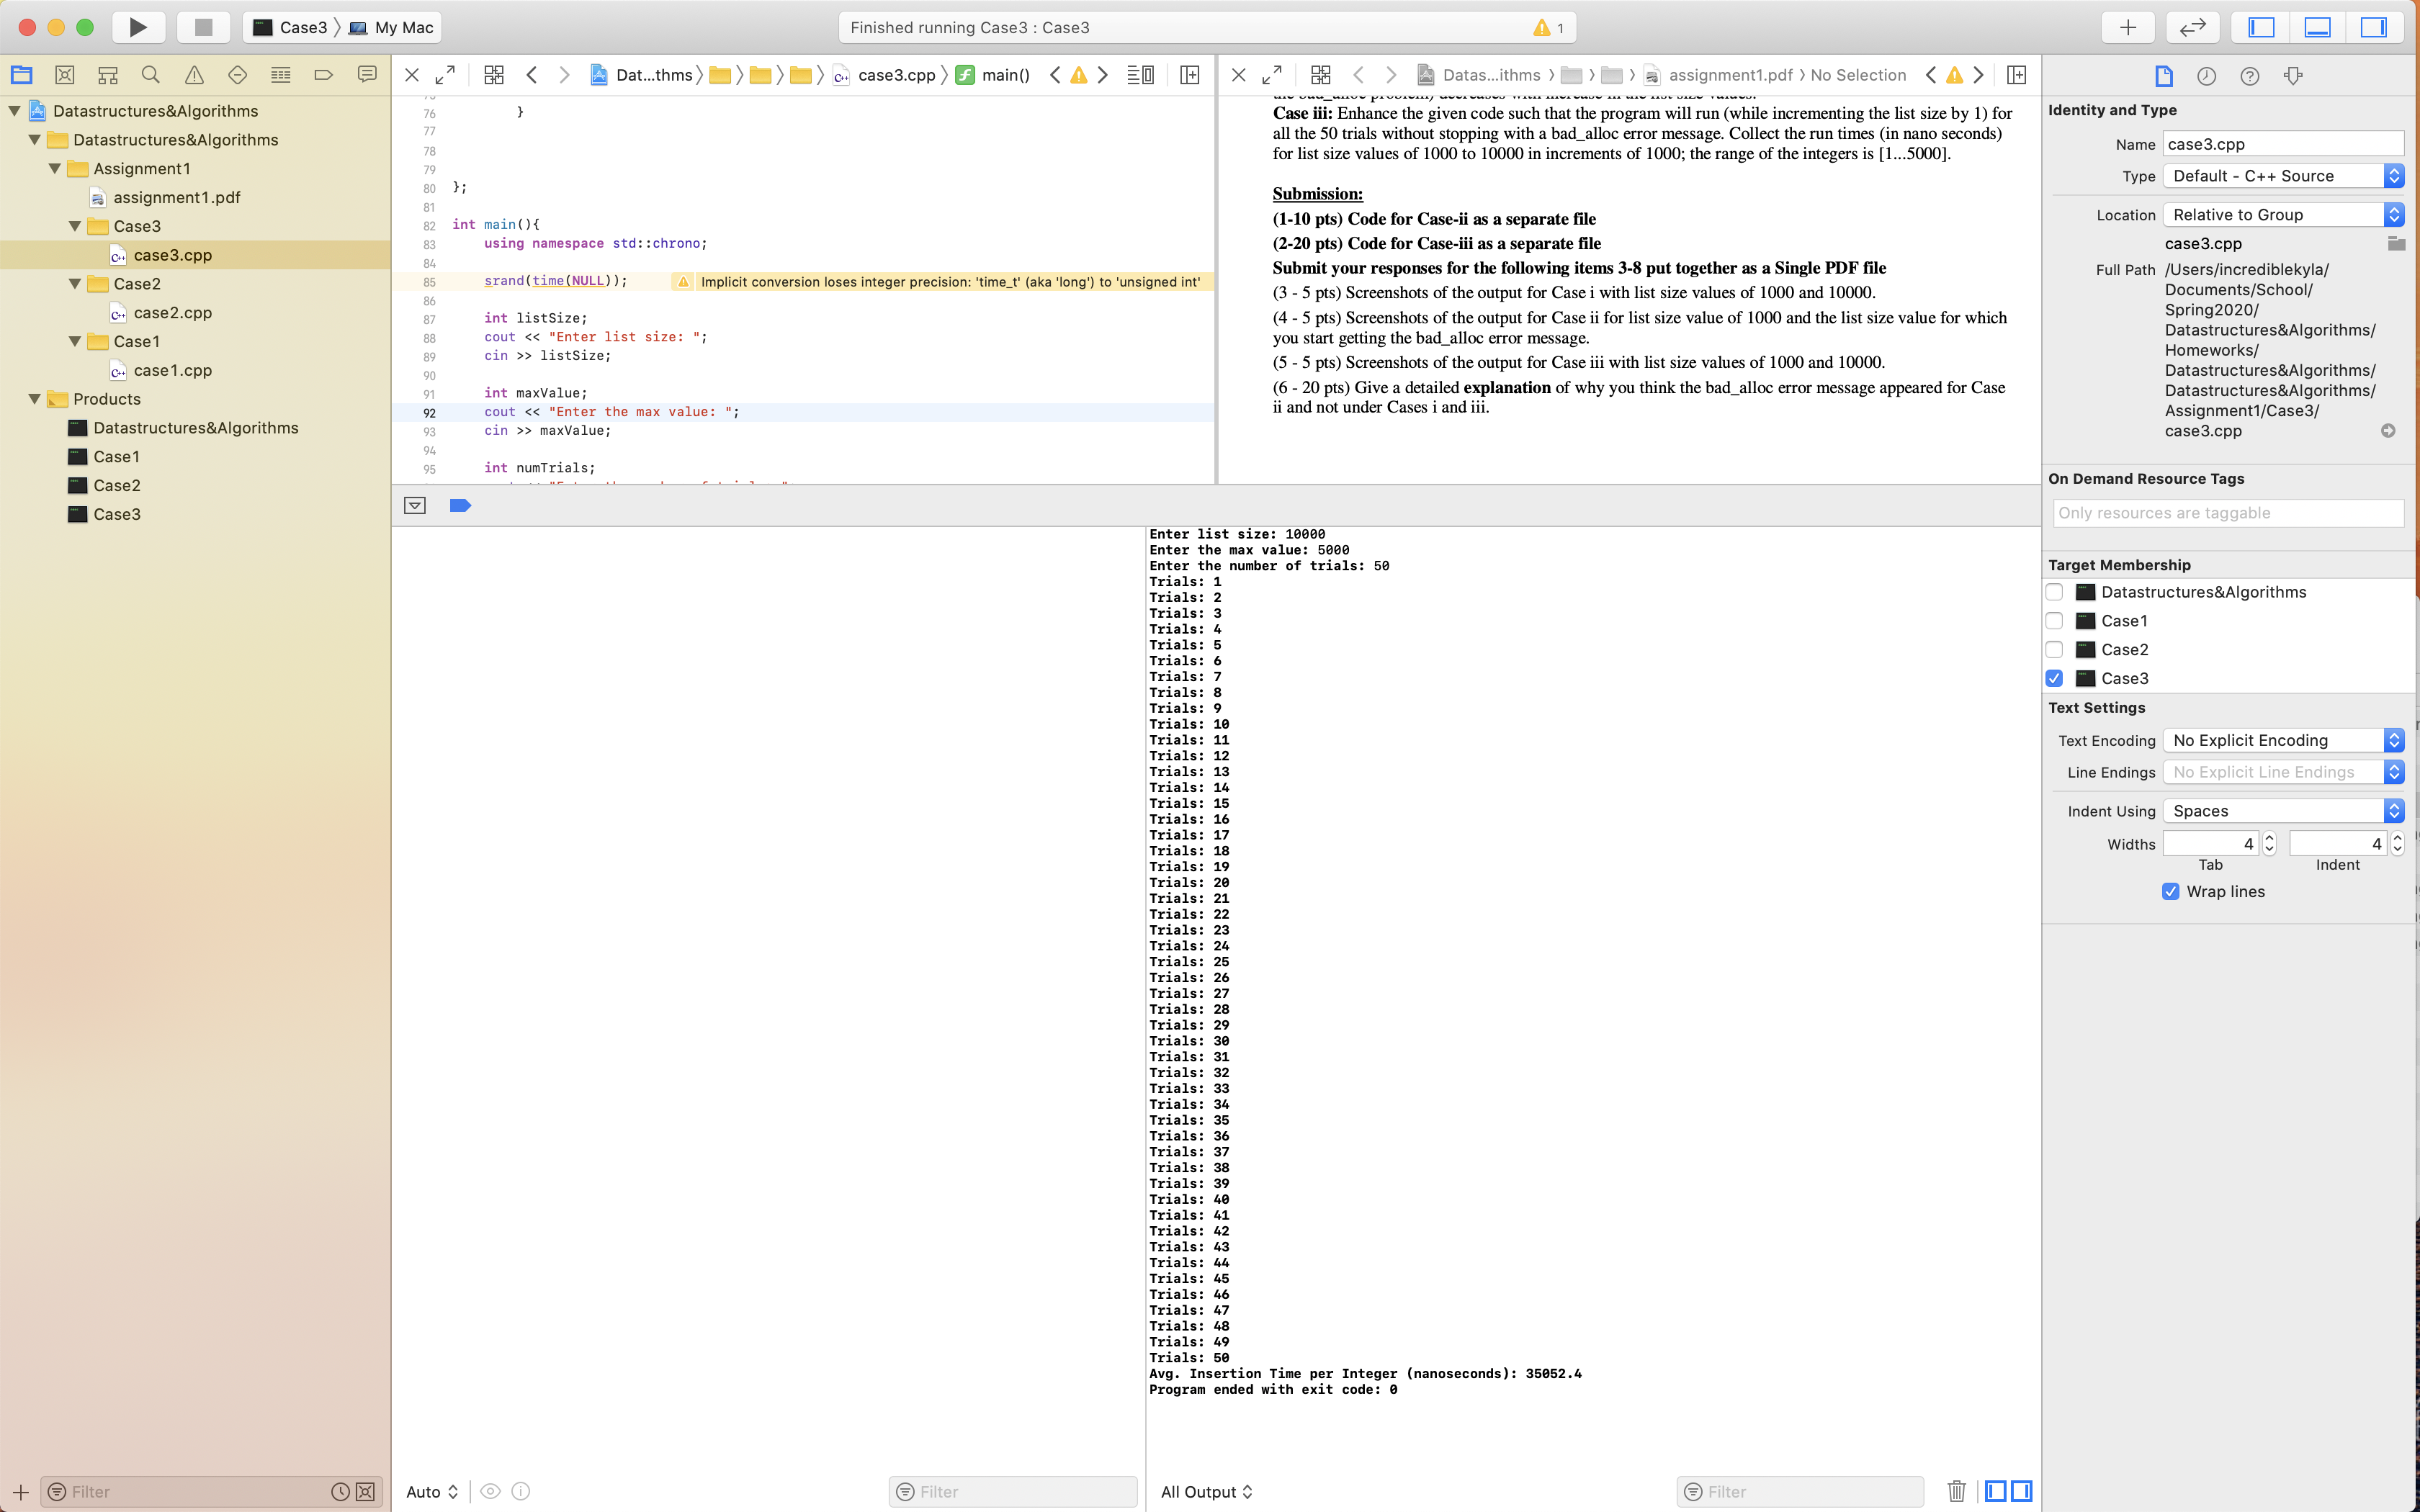 Case3 〉 My Mac
Finished running Case3 : Case3
1
Dat...thms 〉 〉 〉 〉 case3.cpp 〉 main()
Datas...ithms 〉 〉 〉 assignment1.pdf 〉 No Selection
Datastructures&Algorithms
Datastructures&Algorithms
Assignment1
assignment1.pdf
Case3
case3.cpp
Case2
case2.cpp
Case1
case1.cpp
Products
Datastructures&Algorithms
Case1
Case2
Case3
Filter
76 }
77
78
79
80 };
81
82 int main(){
83 using namespace std::chrono;
84
85 srand(time(NULL)); Implicit conversion loses integer precision: 'time_t' (aka 'long') to 'unsigned int'
86
87 int listSize;
88 cout << "Enter list size: ";
89 cin >> listSize;
90
91 int maxValue;
92 cout << "Enter the max value: ";
93 cin >> maxValue;
94
95 int numTrials;
Case iii: Enhance the given code such that the program will run (while incrementing the list size by 1) for
all the 50 trials without stopping with a bad_alloc error message. Collect the run times (in nano seconds)
for list size values of 1000 to 10000 in increments of 1000; the range of the integers is [1...5000].
Submission:
(1-10 pts) Code for Case-ii as a separate file
(2-20 pts) Code for Case-iii as a separate file
Submit your responses for the following items 3-8 put together as a Single PDF file
(3 - 5 pts) Screenshots of the output for Case i with list size values of 1000 and 10000.
(4 - 5 pts) Screenshots of the output for Case ii for list size value of 1000 and the list size value for which
you start getting the bad_alloc error message.
(5 - 5 pts) Screenshots of the output for Case iii with list size values of 1000 and 10000.
(6 - 20 pts) Give a detailed explanation of why you think the bad_alloc error message appeared for Case
ii and not under Cases i and iii.
Enter list size: 10000
Enter the max value: 5000
Enter the number of trials: 50
Trials: 1
Trials: 2
Trials: 3
Trials: 4
Trials: 5
Trials: 6
Trials: 7
Trials: 8
Trials: 9
Trials: 10
Trials: 11
Trials: 12
Trials: 13
Trials: 14
Trials: 15
Trials: 16
Trials: 17
Trials: 18
Trials: 19
Trials: 20
Trials: 21
Trials: 22
Trials: 23
Trials: 24
Trials: 25
Trials: 26
Trials: 27
Trials: 28
Trials: 29
Trials: 30
Trials: 31
Trials: 32
Trials: 33
Trials: 34
Trials: 35
Trials: 36
Trials: 37
Trials: 38
Trials: 39
Trials: 40
Trials: 41
Trials: 42
Trials: 43
Trials: 44
Trials: 45
Trials: 46
Trials: 47
Trials: 48
Trials: 49
Trials: 50
Avg. Insertion Time per Integer (nanoseconds): 35052.4
Program ended with exit code: 0
Auto
Filter
All Output
Filter
Identity and Type
Name case3.cpp
Type Default - C++ Source
Location Relative to Group
case3.cpp
Full Path /Users/incrediblekyla/
Documents/School/
Spring2020/
Datastructures&Algorithms/
Homeworks/
Datastructures&Algorithms/
Datastructures&Algorithms/
Assignment1/Case3/
case3.cpp
On Demand Resource Tags
Only resources are taggable
Target Membership
Datastructures&Algorithms
Case1
Case2
Case3
Text Settings
Text Encoding No Explicit Encoding
Line Endings No Explicit Line Endings
Indent Using Spaces
Widths 4 4
Tab Indent
Wrap lines